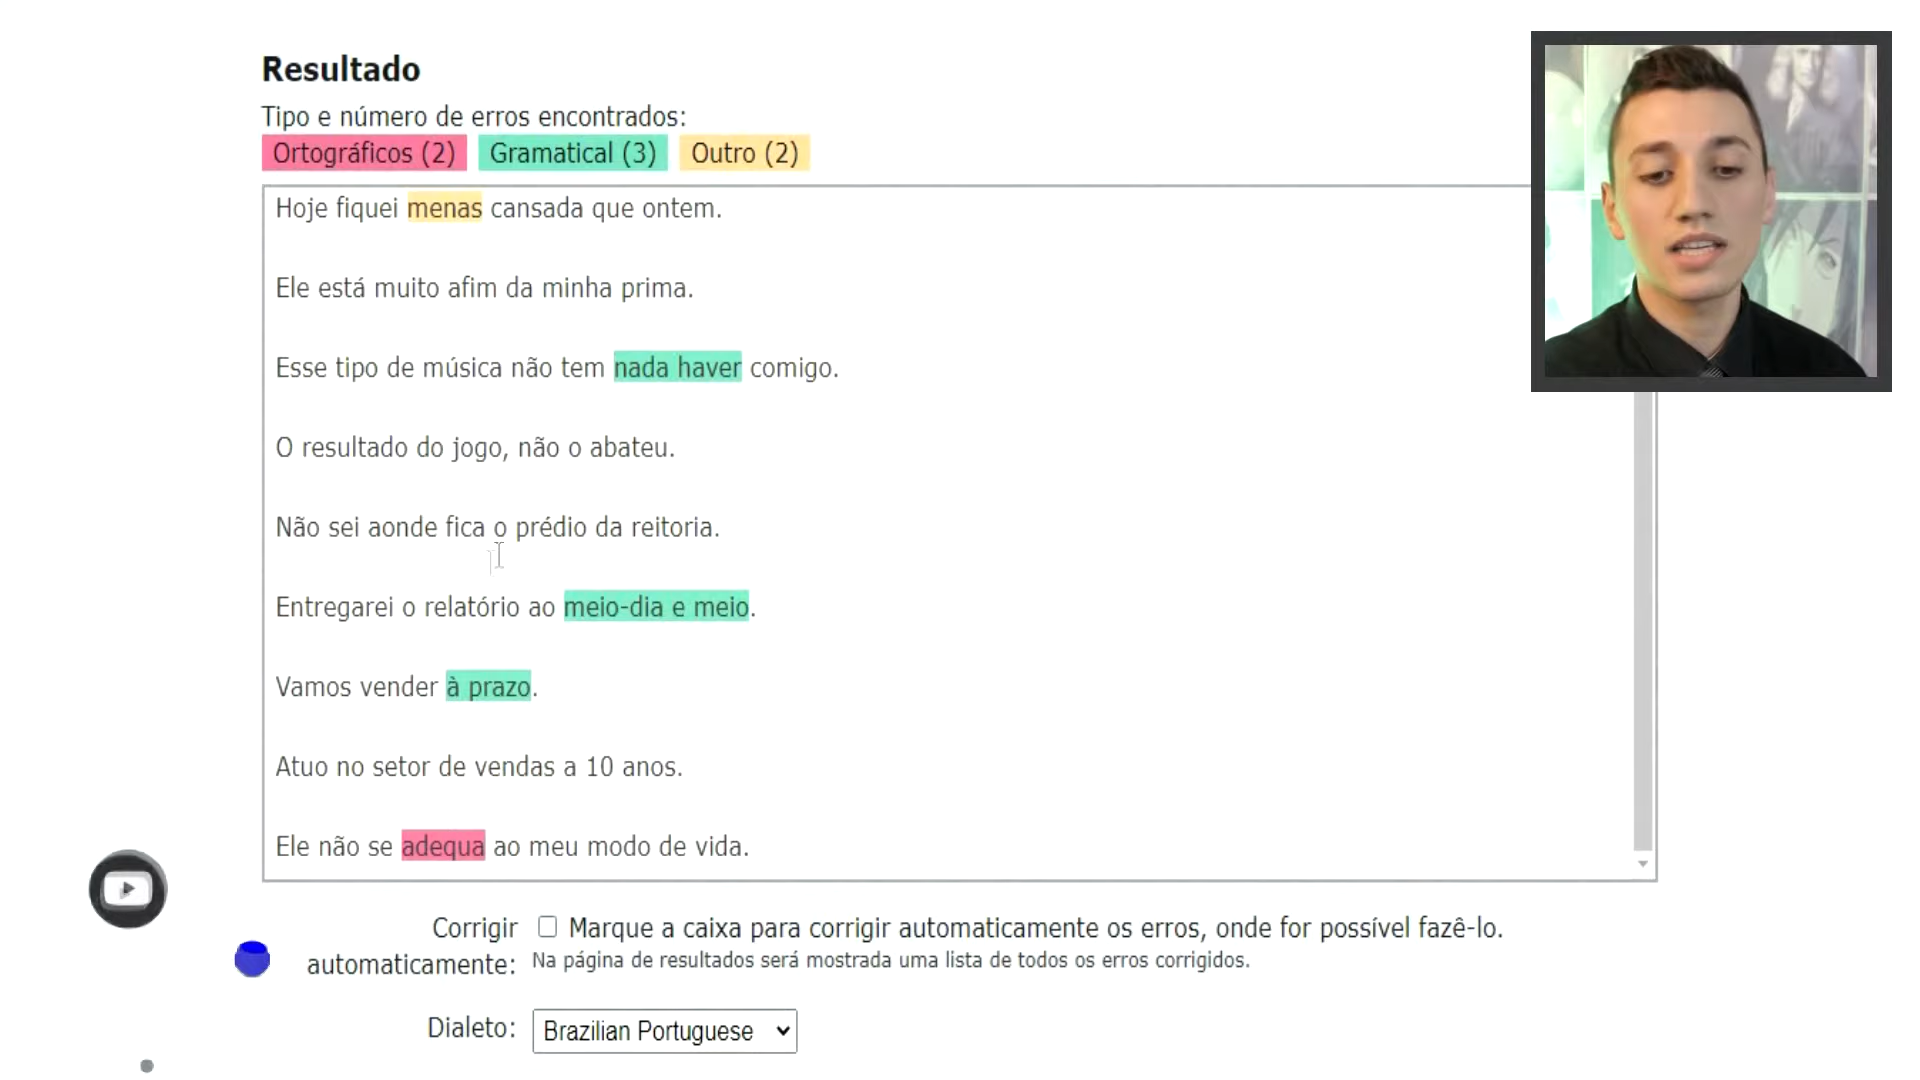 Resultado
Tipo e número de erros encontrados:
Ortográficos (2) Gramatical (3) Outro (2)
Hoje fiquei menas cansada que ontem.
Ele está muito afim da minha prima.
Esse tipo de música não tem nada haver comigo.
O resultado do jogo, não o abateu.
Não sei aonde fica o prédio da reitoria.
Entregarei o relatório ao meio-dia e meio.
Vamos vender à prazo.
Atuo no setor de vendas a 10 anos.
Ele não se adequa ao meu modo de vida.
Corrigir Marque a caixa para corrigir automaticamente os erros, onde for possível fazê-lo.
automaticamente: Na página de resultados será mostrada uma lista de todos os erros corrigidos.
Dialeto: Brazilian Portuguese